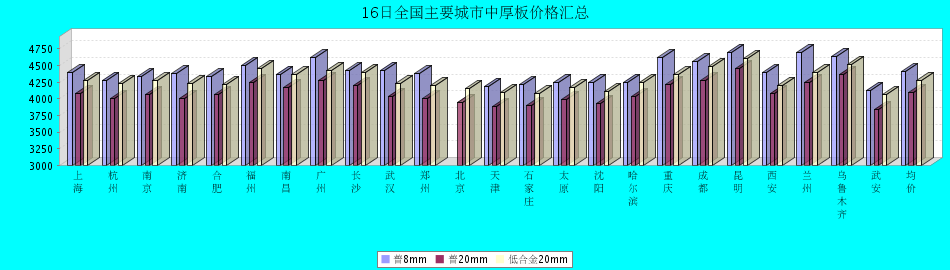 16日全国主要城市中厚板价格汇总
4750
4500
4250
4000
3750
3500
3250
3000
上海 杭州 南京 济南 合肥 福州 南昌 广州 长沙 武汉 郑州 北京 天津 石家庄 太原 沈阳 哈尔滨 重庆 成都 昆明 西安 兰州 乌鲁木齐 武安 均价
普8mm 普20mm 低合金20mm